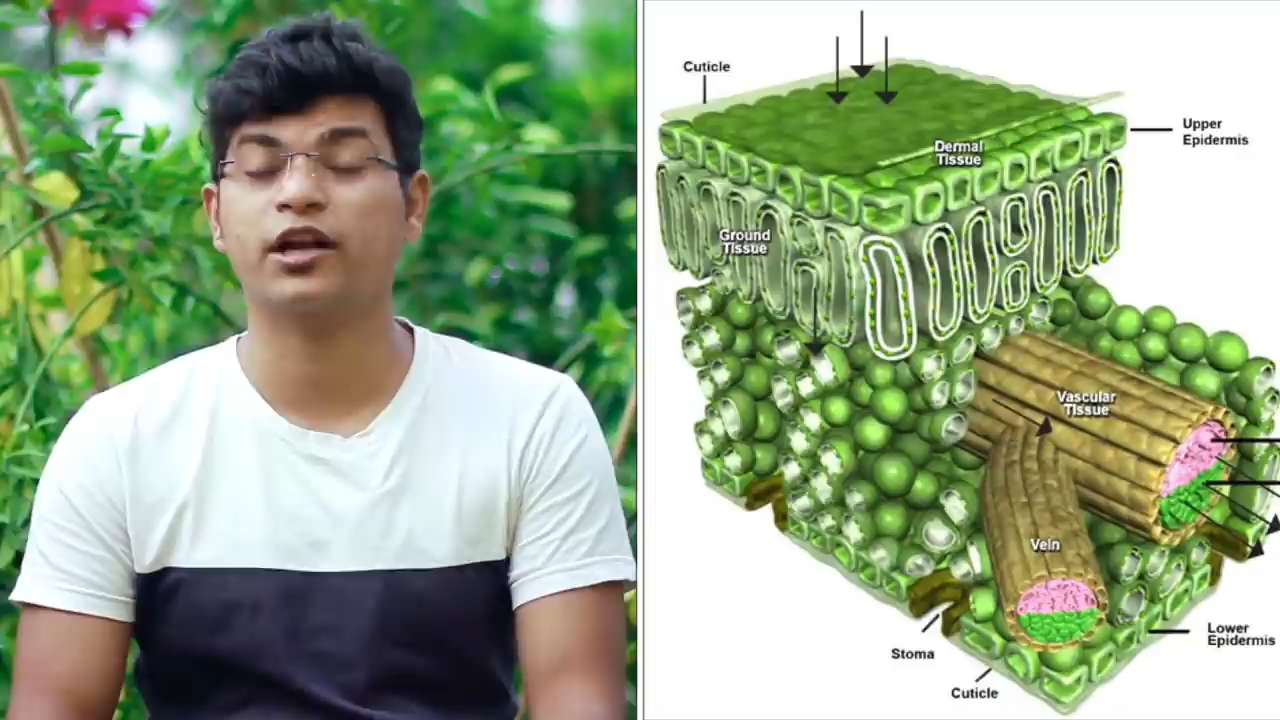 Cuticle
Upper
Epidermis
Dermal
Tissue
Ground
Tissue
Vascular
Tissue
Vein
Stoma
Lower
Epidermis
Cuticle